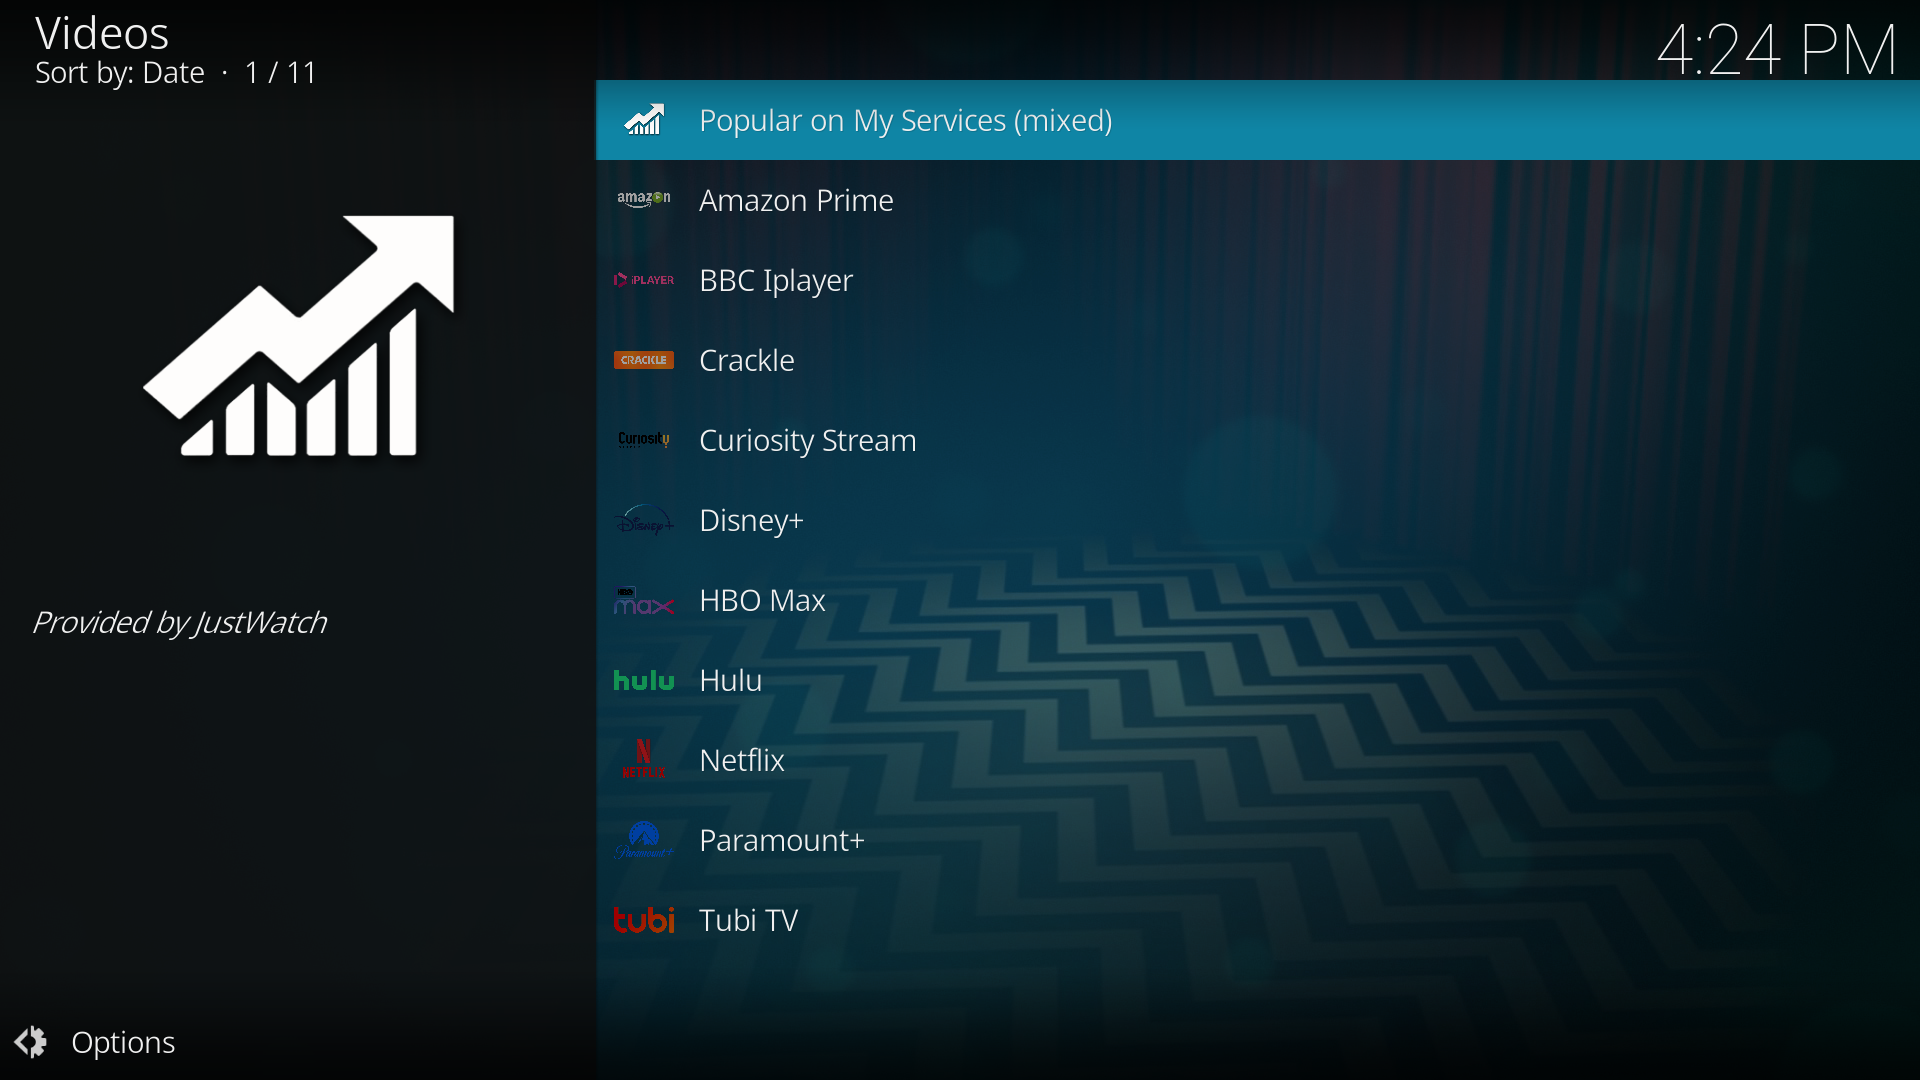 Videos
Sort by: Date · 1 / 11
4:24 PM
Popular on My Services (mixed)
amazon
Amazon Prime
iPLAYER
BBC Iplayer
CRACKLE
Crackle
Curiosity
Curiosity Stream
Disney+
Disney+
HBO
max
HBO Max
Provided by JustWatch
hulu
Hulu
N
NETFLIX
Netflix
Paramount+
Paramount+
tubi
Tubi TV
Options